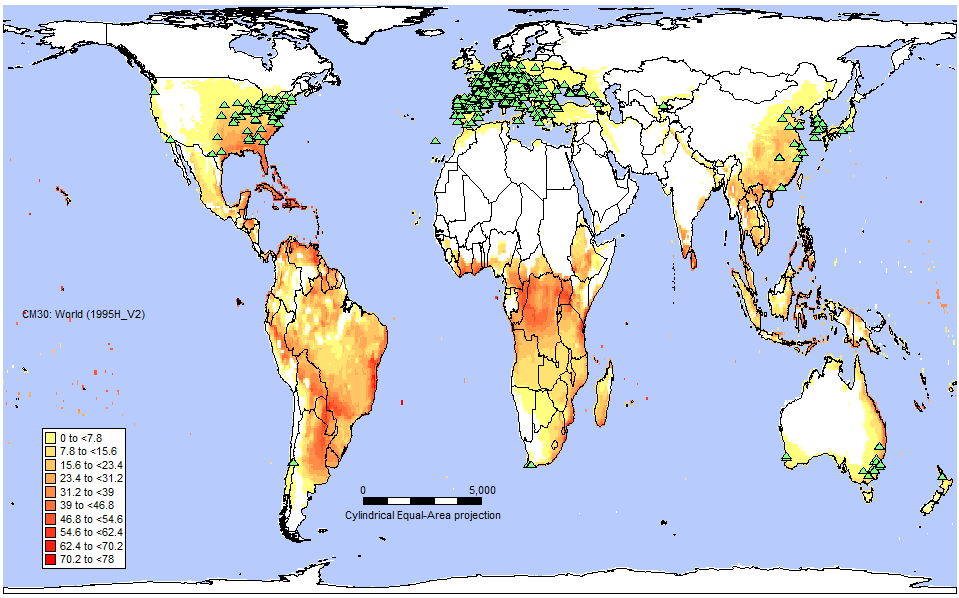 CM30: World (1995H_V2)
0 to <7.8
7.8 to <15.6
15.6 to <23.4
23.4 to <31.2
31.2 to <39
39 to <46.8
46.8 to <54.6
54.6 to <62.4
62.4 to <70.2
70.2 to <78
0 5,000
Cylindrical Equal-Area projection